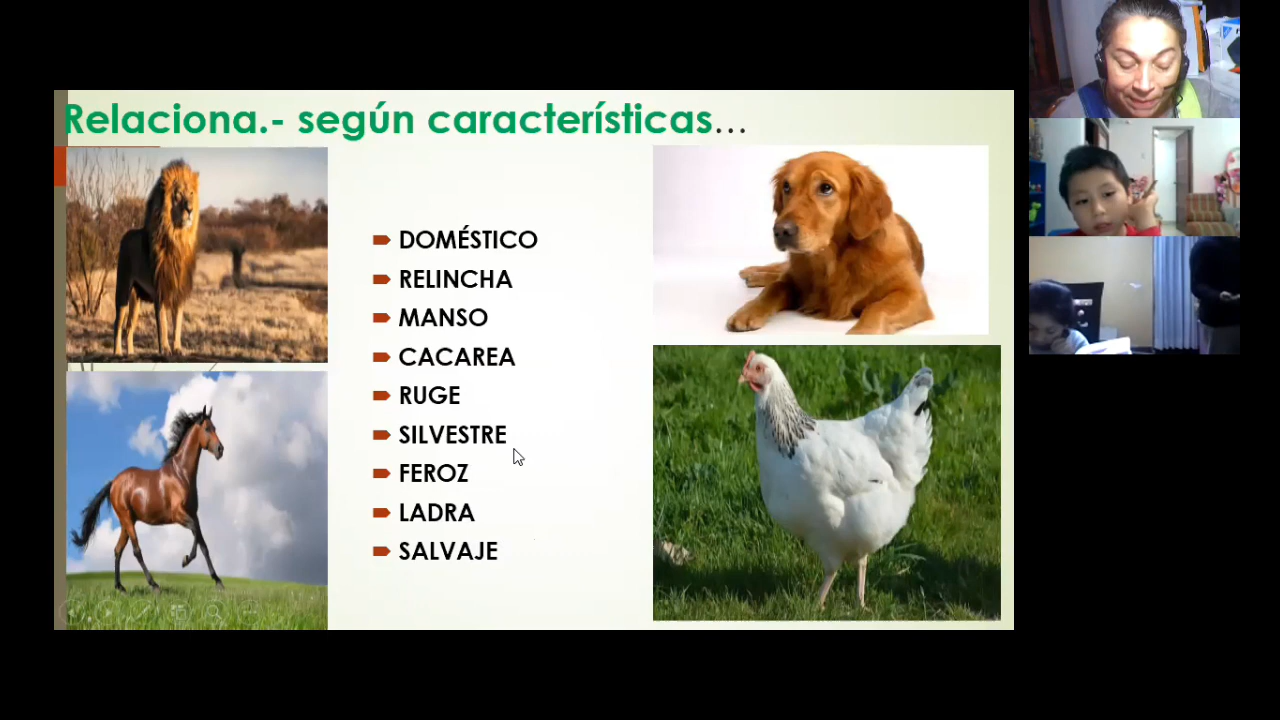 Relaciona.- según características...
DOMÉSTICO
RELINCHA
MANSO
CACAREA
RUGE
SILVESTRE
FEROZ
LADRA
SALVAJE